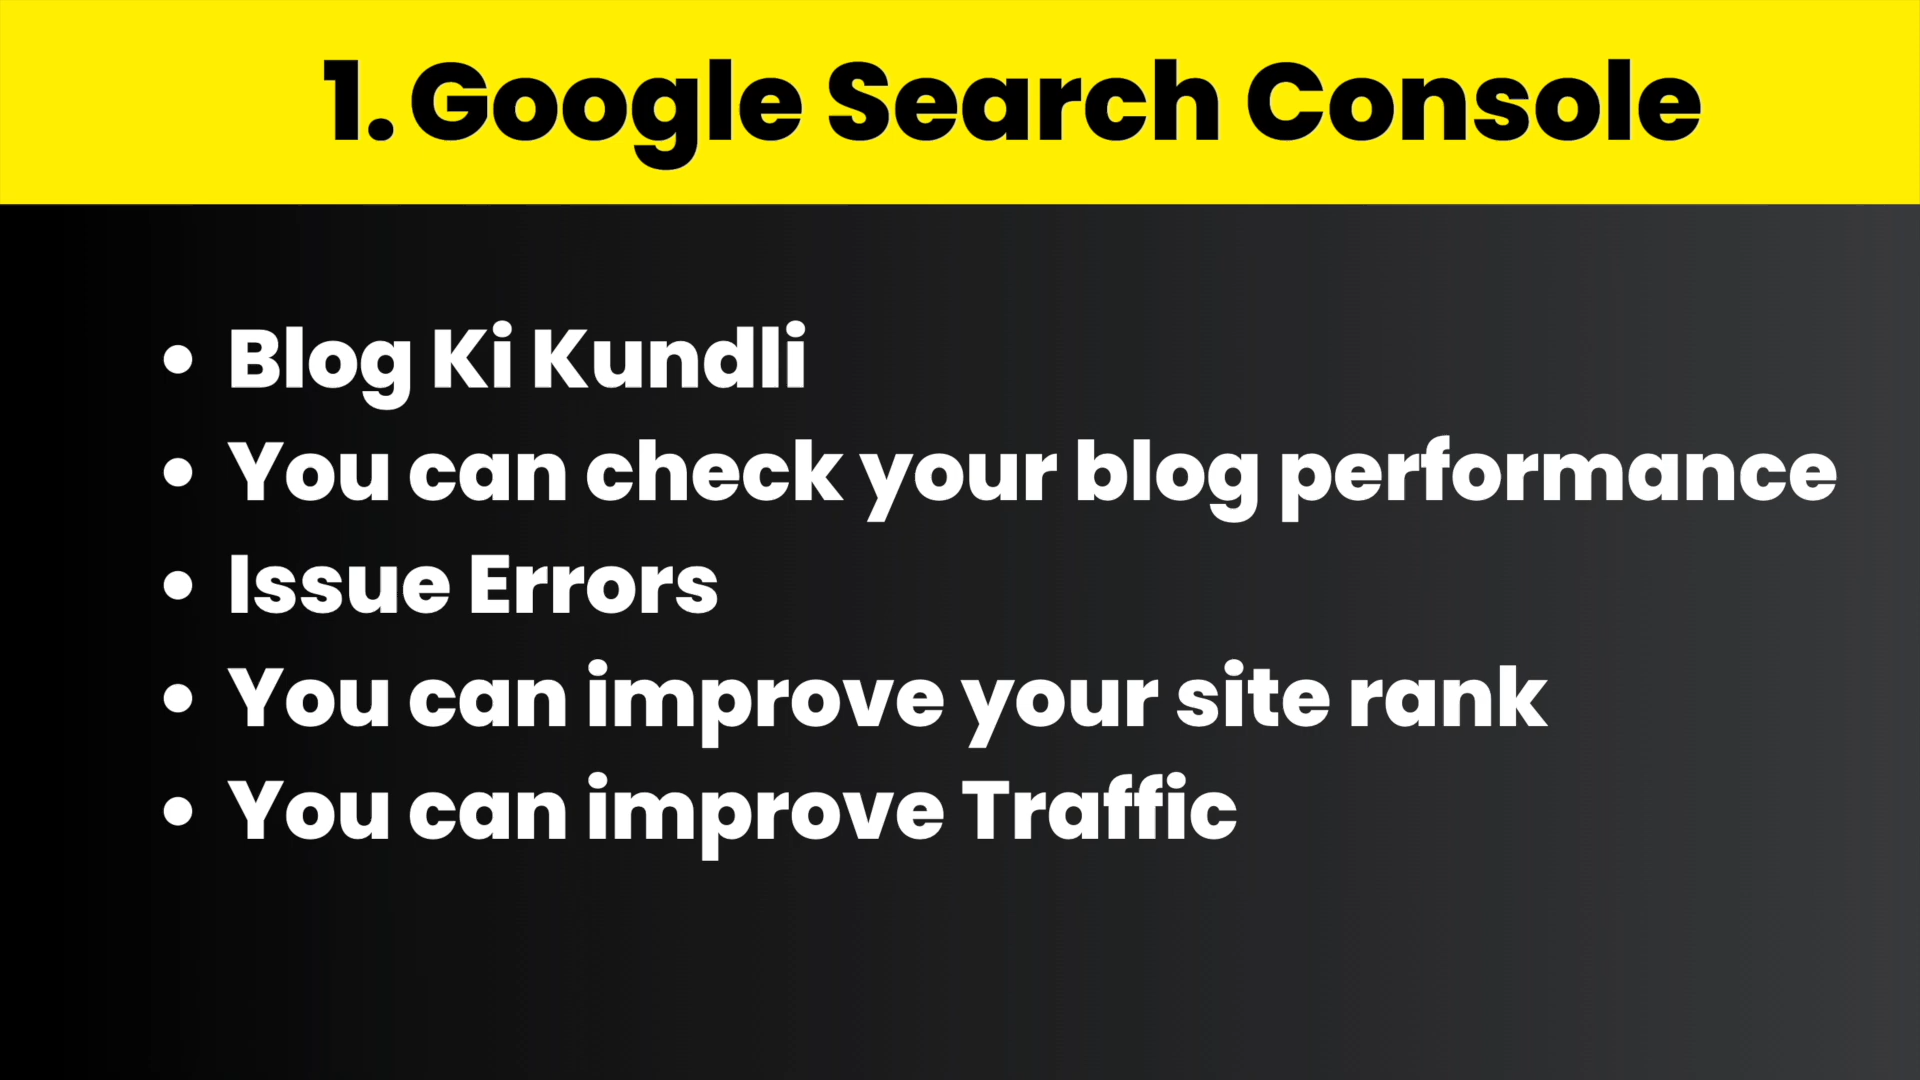 1. Google Search Console
• Blog Ki Kundli
• You can check your blog performance
• Issue Errors
• You can improve your site rank
• You can improve Traffic